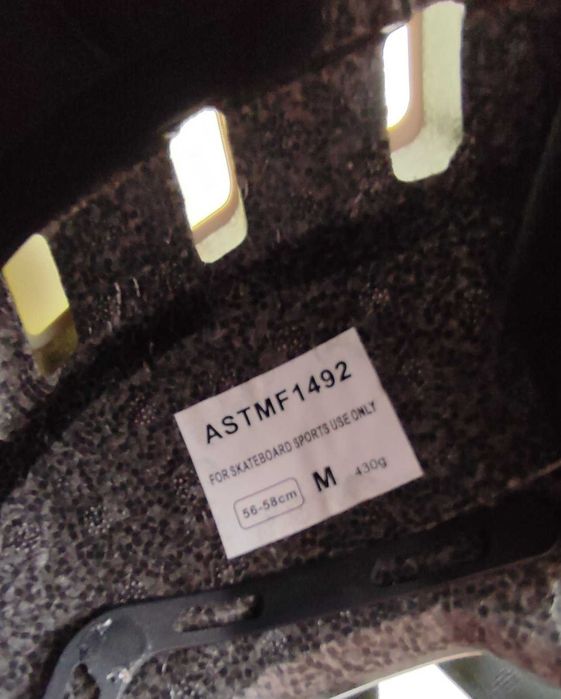 ASTMF1492
FOR SKATEBOARD SPORTS USE ONLY
56-58cm M 430g